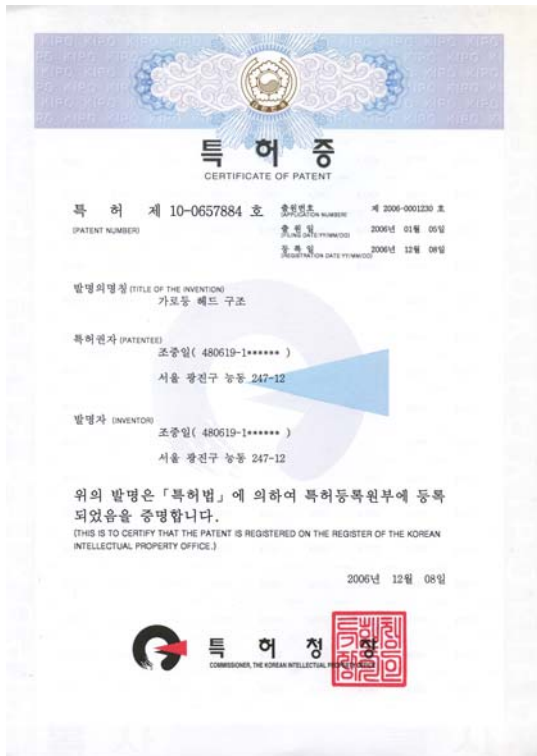 특 허 증
CERTIFICATE OF PATENT
특 허 제 10-0657884 호
(PATENT NUMBER)
출원번호 제 2006-0001230 호
(APPLICATION NUMBER)
출 원 일 2006년 01월 05일
(FILING DATE:YY/MM/DD)
등 록 일 2006년 12월 08일
(REGISTRATION DATE YY/MM/DD)
발명의명칭 (TITLE OF THE INVENTION)
가로등 헤드 구조
특허권자 (PATENTEE)
조중일( 480619-1****** )
서울 광진구 능동 247-12
발명자 (INVENTOR)
조중일( 480619-1****** )
서울 광진구 능동 247-12
위의 발명은 「특허법」에 의하여 특허등록원부에 등록
되었음을 증명합니다.
(THIS IS TO CERTIFY THAT THE PATENT IS REGISTERED ON THE REGISTER OF THE KOREAN
INTELLECTUAL PROPERTY OFFICE.)
2006년 12월 08일
특 허 청 장
COMMISSIONER, THE KOREAN INTELLECTUAL PROPERTY OFFICE